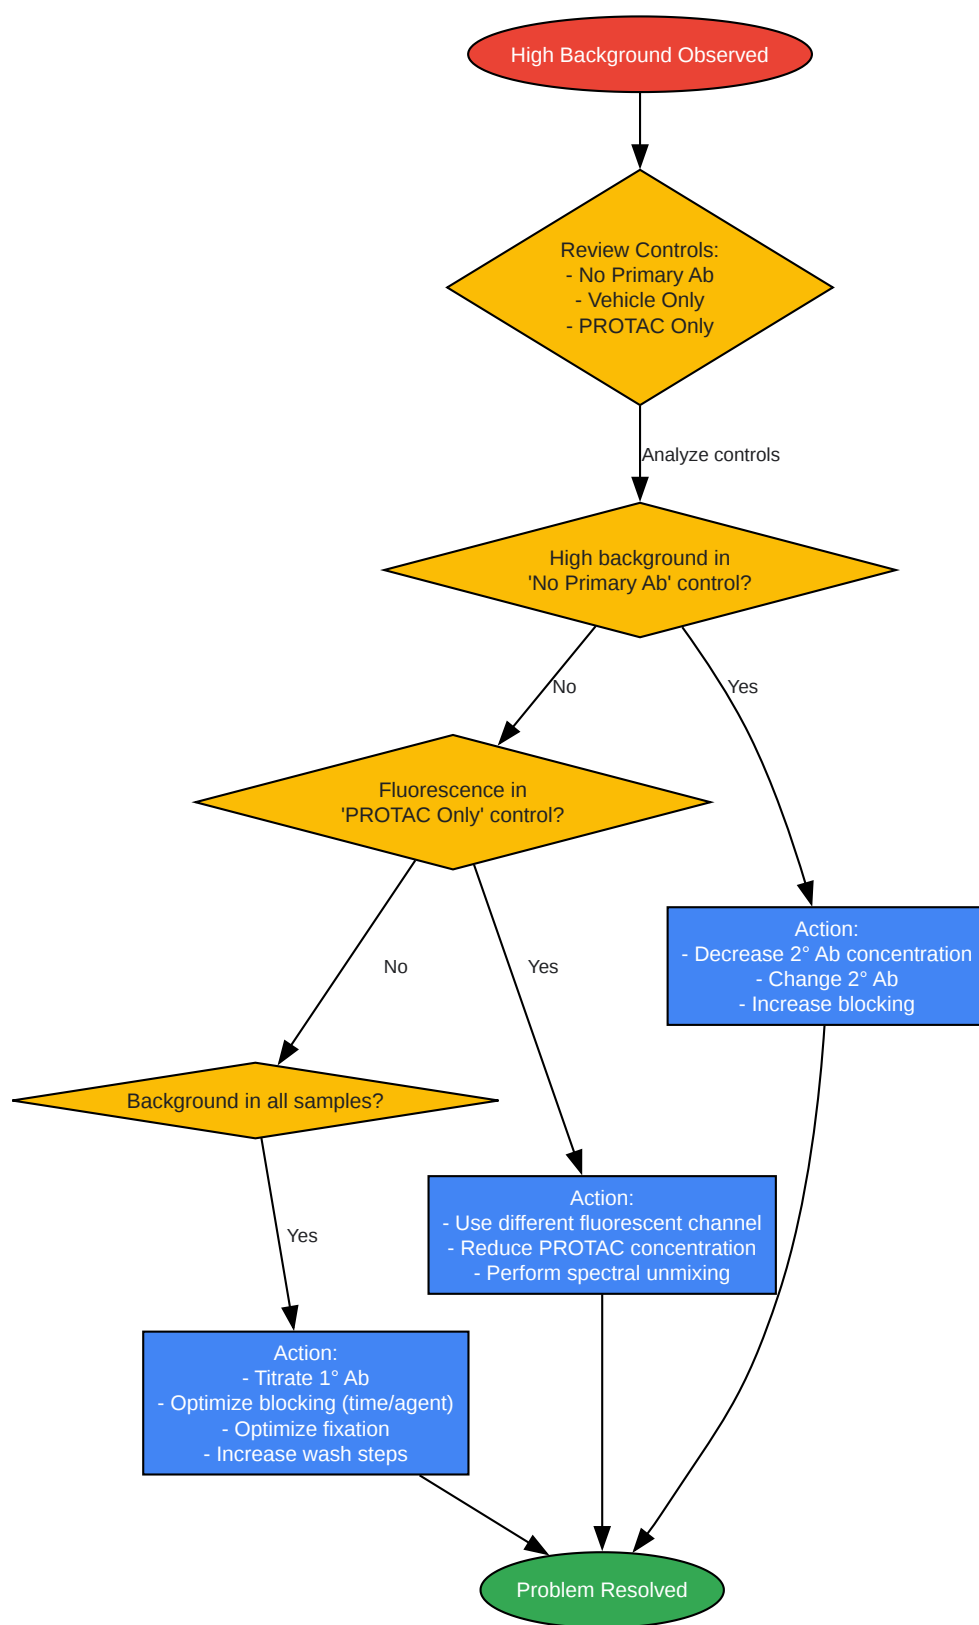 High Background Observed
Review Controls:
- No Primary Ab
- Vehicle Only
- PROTAC Only
Analyze controls
High background in
'No Primary Ab' control?
No
Yes
Fluorescence in
'PROTAC Only' control?
Action:
- Decrease 2° Ab concentration
- Change 2° Ab
- Increase blocking
No
Yes
Background in all samples?
Action:
- Use different fluorescent channel
- Reduce PROTAC concentration
- Perform spectral unmixing
Yes
Action:
- Titrate 1° Ab
- Optimize blocking (time/agent)
- Optimize fixation
- Increase wash steps
Problem Resolved